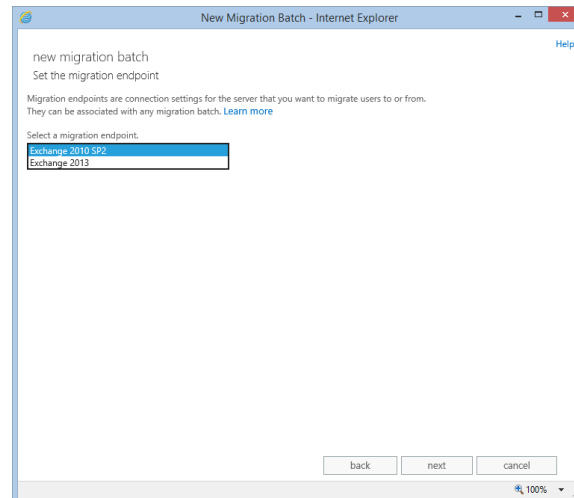 New Migration Batch - Internet Explorer
Help
new migration batch
Set the migration endpoint
Migration endpoints are connection settings for the server that you want to migrate users to or from.
They can be associated with any migration batch. Learn more
Select a migration endpoint.
Exchange 2010 SP2
Exchange 2013
back next cancel
100%